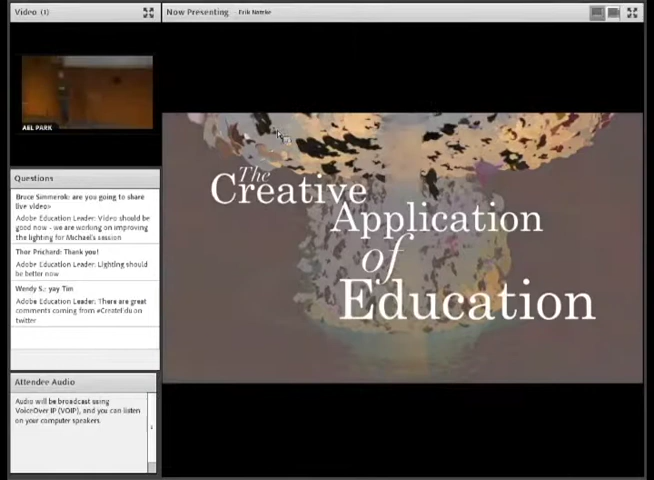 Video (1)
Now Presenting - Erik Natzke
AEL PARK
Questions
Bruce Simmerok: are you going to share
live video>
Adobe Education Leader: Video should be
good now - we are working on improving
the lighting for Michael's session
Thor Prichard: Thank you!
Adobe Education Leader: Lighting should
be better now
Wendy S.: yay Tim
Adobe Education Leader: There are great
comments coming from #CreateEdu on
twitter
Attendee Audio
Audio will be broadcast using
VoiceOver IP (VOIP), and you can listen
on your computer speakers.
The
Creative
Application
of
Education